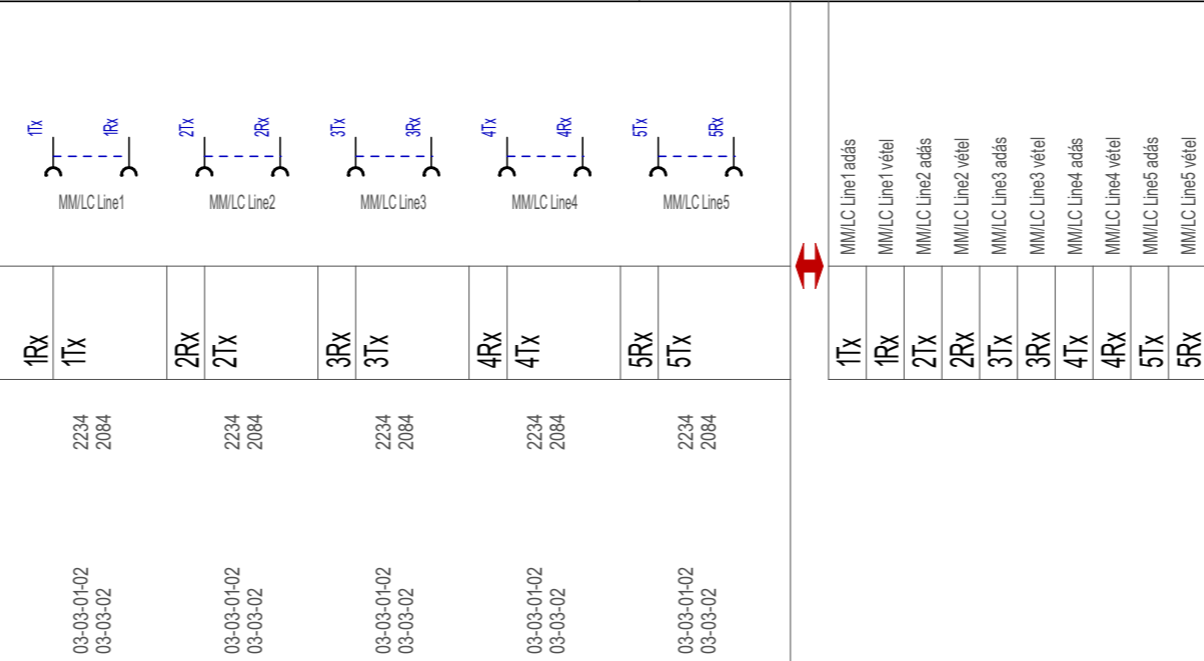 1Tx
1Rx
2Tx
2Rx
3Tx
3Rx
4Tx
4Rx
5Tx
5Rx
MM/LC Line1
MM/LC Line2
MM/LC Line3
MM/LC Line4
MM/LC Line5
MM/LC Line1 adás
MM/LC Line1 vétel
MM/LC Line2 adás
MM/LC Line2 vétel
MM/LC Line3 adás
MM/LC Line3 vétel
MM/LC Line4 adás
MM/LC Line4 vétel
MM/LC Line5 adás
MM/LC Line5 vétel
1Rx
1Tx
2Rx
2Tx
3Rx
3Tx
4Rx
4Tx
5Rx
5Tx
1Tx
1Rx
2Tx
2Rx
3Tx
3Rx
4Tx
4Rx
5Tx
5Rx
2234
2084
2234
2084
2234
2084
2234
2084
2234
2084
03-03-01-02
03-03-02
03-03-01-02
03-03-02
03-03-01-02
03-03-02
03-03-01-02
03-03-02
03-03-01-02
03-03-02